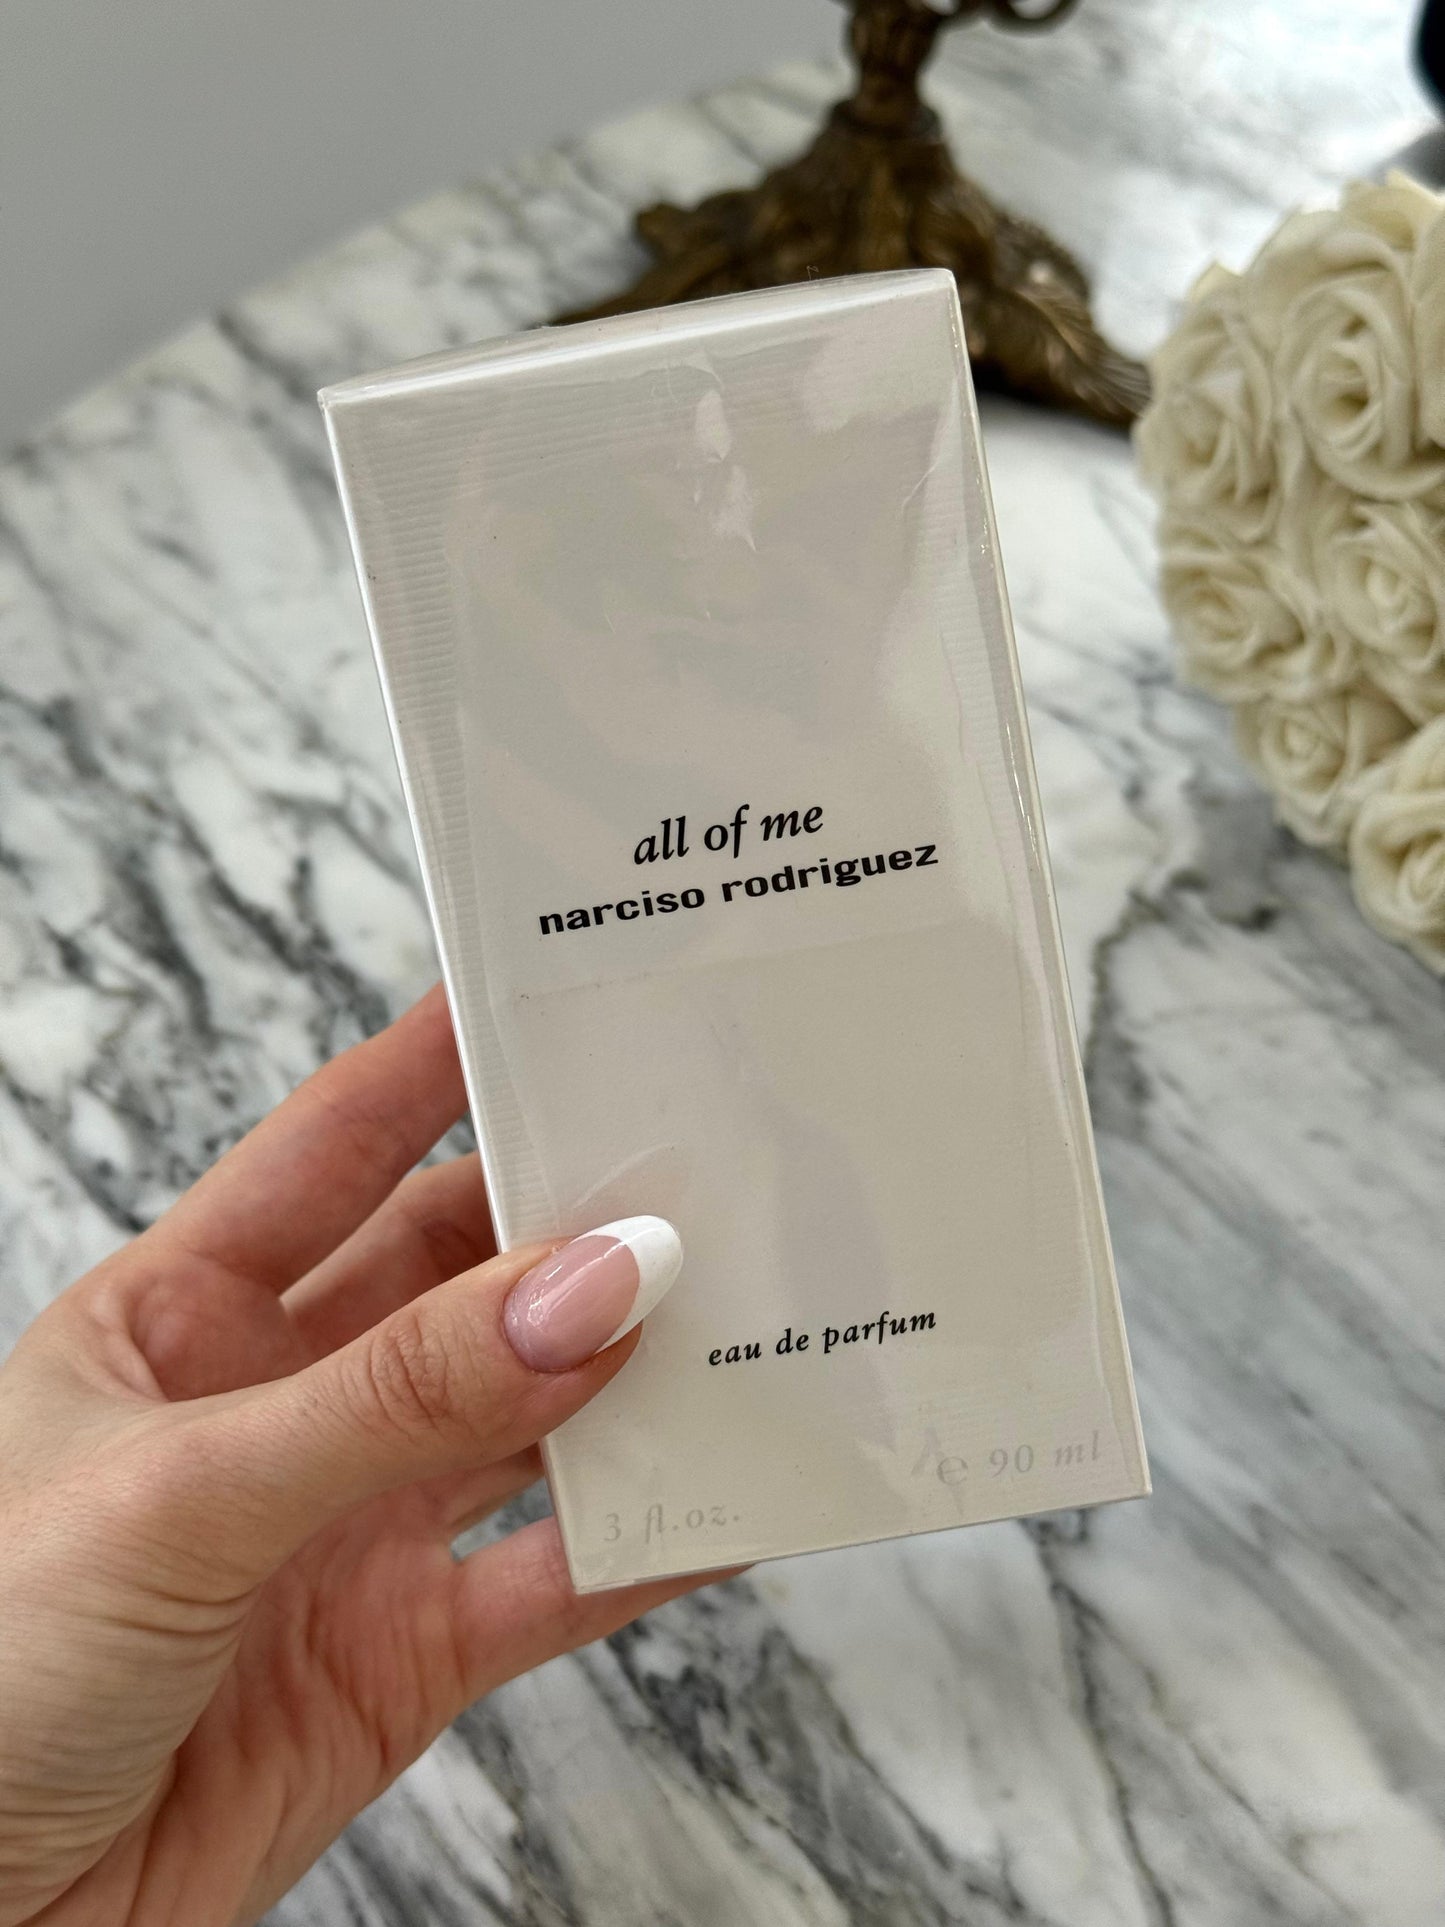 all of me
narciso rodriguez
eau de parfum
3 fl.oz.
℮ 90 ml